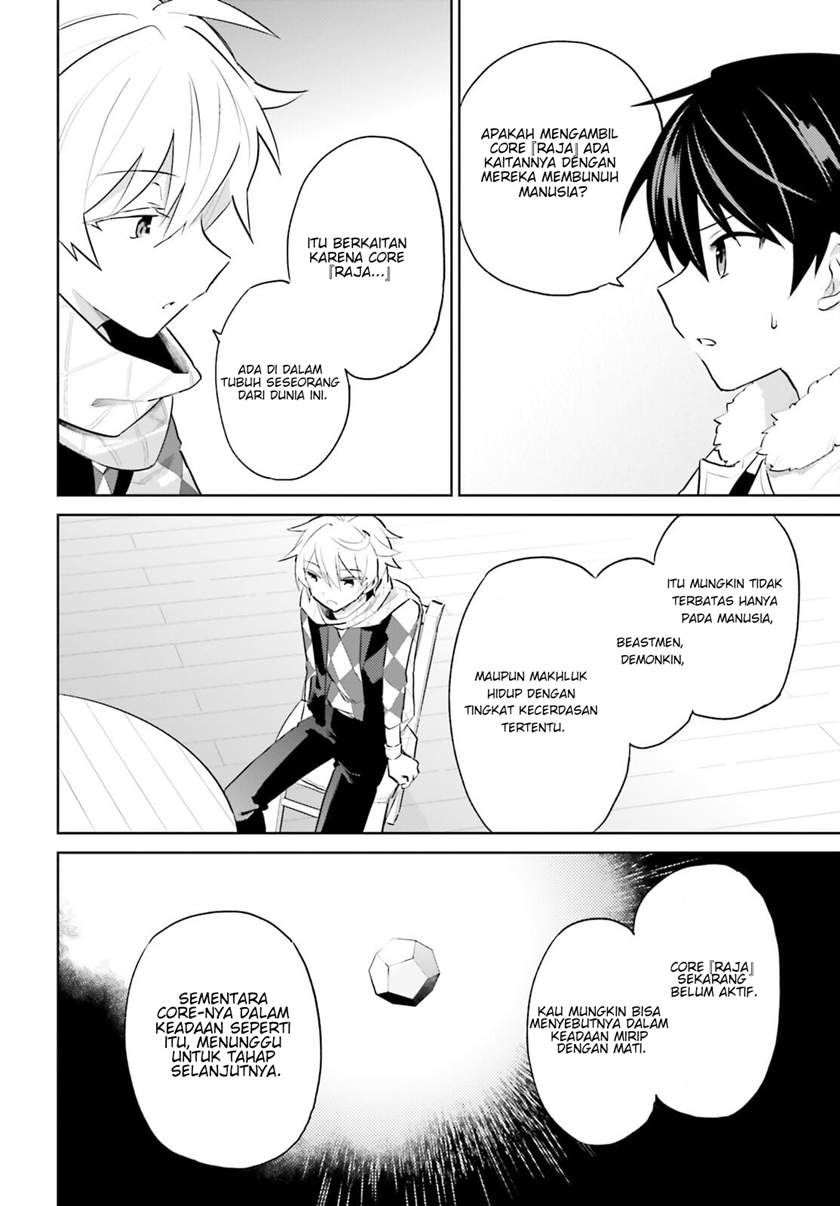 APAKAH MENGAMBIL
CORE『RAJA』ADA
KAITANNYA DENGAN
MEREKA MEMBUNUH
MANUSIA?
ITU BERKAITAN
KARENA CORE
『RAJA...』
ADA DI DALAM
TUBUH SESEORANG
DARI DUNIA INI.
ITU MUNGKIN TIDAK
TERBATAS HANYA
PADA MANUSIA,
BEASTMEN,
DEMONKIN,
MAUPUN MAKHLUK
HIDUP DENGAN
TINGKAT KECERDASAN
TERTENTU.
CORE『RAJA』
SEKARANG
BELUM AKTIF.
KAU MUNGKIN BISA
MENYEBUTNYA DALAM
KEADAAN MIRIP
DENGAN MATI.
SEMENTARA
CORE-NYA DALAM
KEADAAN SEPERTI
ITU, MENUNGGU
UNTUK TAHAP
SELANJUTNYA.